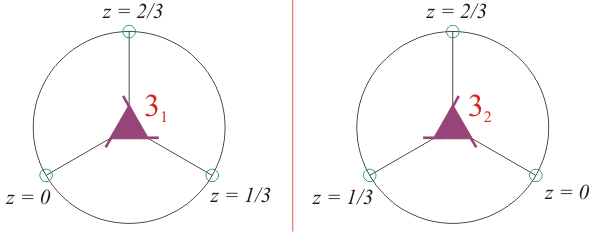 z = 2/3
3₁
z = 0
z = 1/3
z = 2/3
3₂
z = 1/3
z = 0